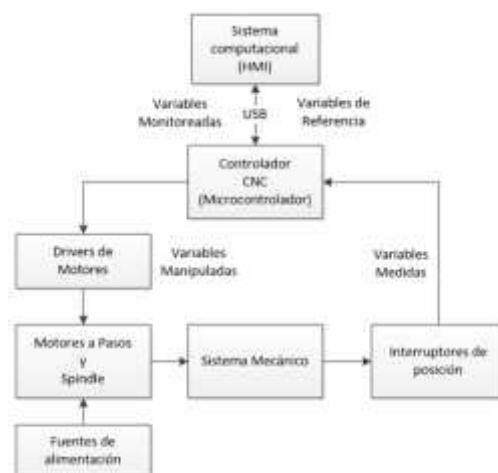 Sistema
computacional
(HMI)
Variables
Monitoreadas
USB
Variables de
Referencia
Controlador
CNC
(Microcontrolador)
Drivers de
Motores
Variables
Manipuladas
Variables
Medidas
Motores a Pasos
y
Spindle
Sistema Mecánico
Interruptores de
posición
Fuentes de
alimentación